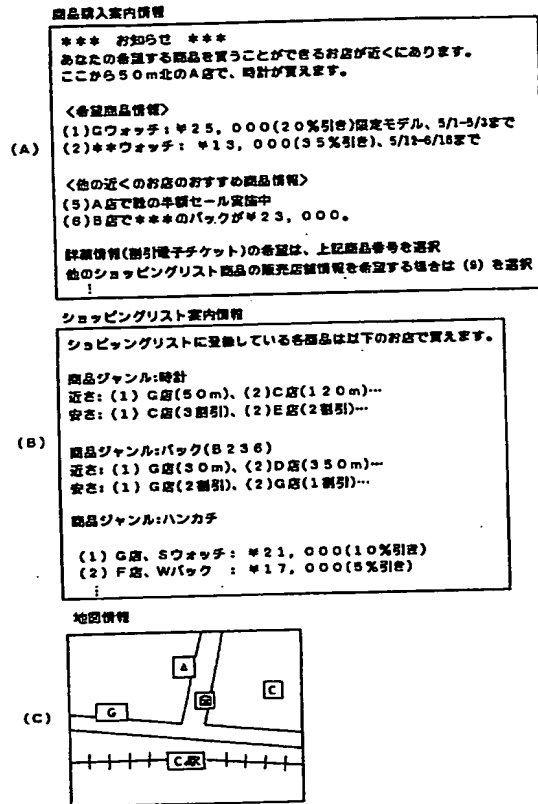 商品購入案内情報
(A)
*** お知らせ ***
あなたの希望する商品を買うことができるお店が近くにあります。
ここから50m北のA店で、時計が買えます。
<希望商品情報>
(1)Gウォッチ:¥25,000(20%引き)限定モデル、5/1-5/3まで
(2)**ウォッチ: ¥13,000(35%引き)、5/12-6/18まで
<他の近くのお店のおすすめ商品情報>
(5)A店で靴の半額セール実施中
(6)B店で***のバックが¥23,000。
詳細情報(割引電子チケット)の希望は、上記商品番号を選択
他のショッピングリスト商品の販売店舗情報を希望する場合は(9)を選択
⋮
ショッピングリスト案内情報
(B)
ショピッングリストに登録している各商品は以下のお店で買えます。
商品ジャンル:時計
近さ:(1)G店(50m)、(2)C店(120m)…
安さ:(1)C店(3割引)、(2)E店(2割引)…
商品ジャンル:バック(B236)
近さ:(1)G店(30m)、(2)D店(350m)…
安さ:(1)G店(2割引)、(2)G店(1割引)…
商品ジャンル:ハンカチ
(1)G店、Sウォッチ:¥21,000(10%引き)
(2)F店、Wバック :¥17,000(5%引き)
⋮
地図情報
(C)
A
C
G
C駅